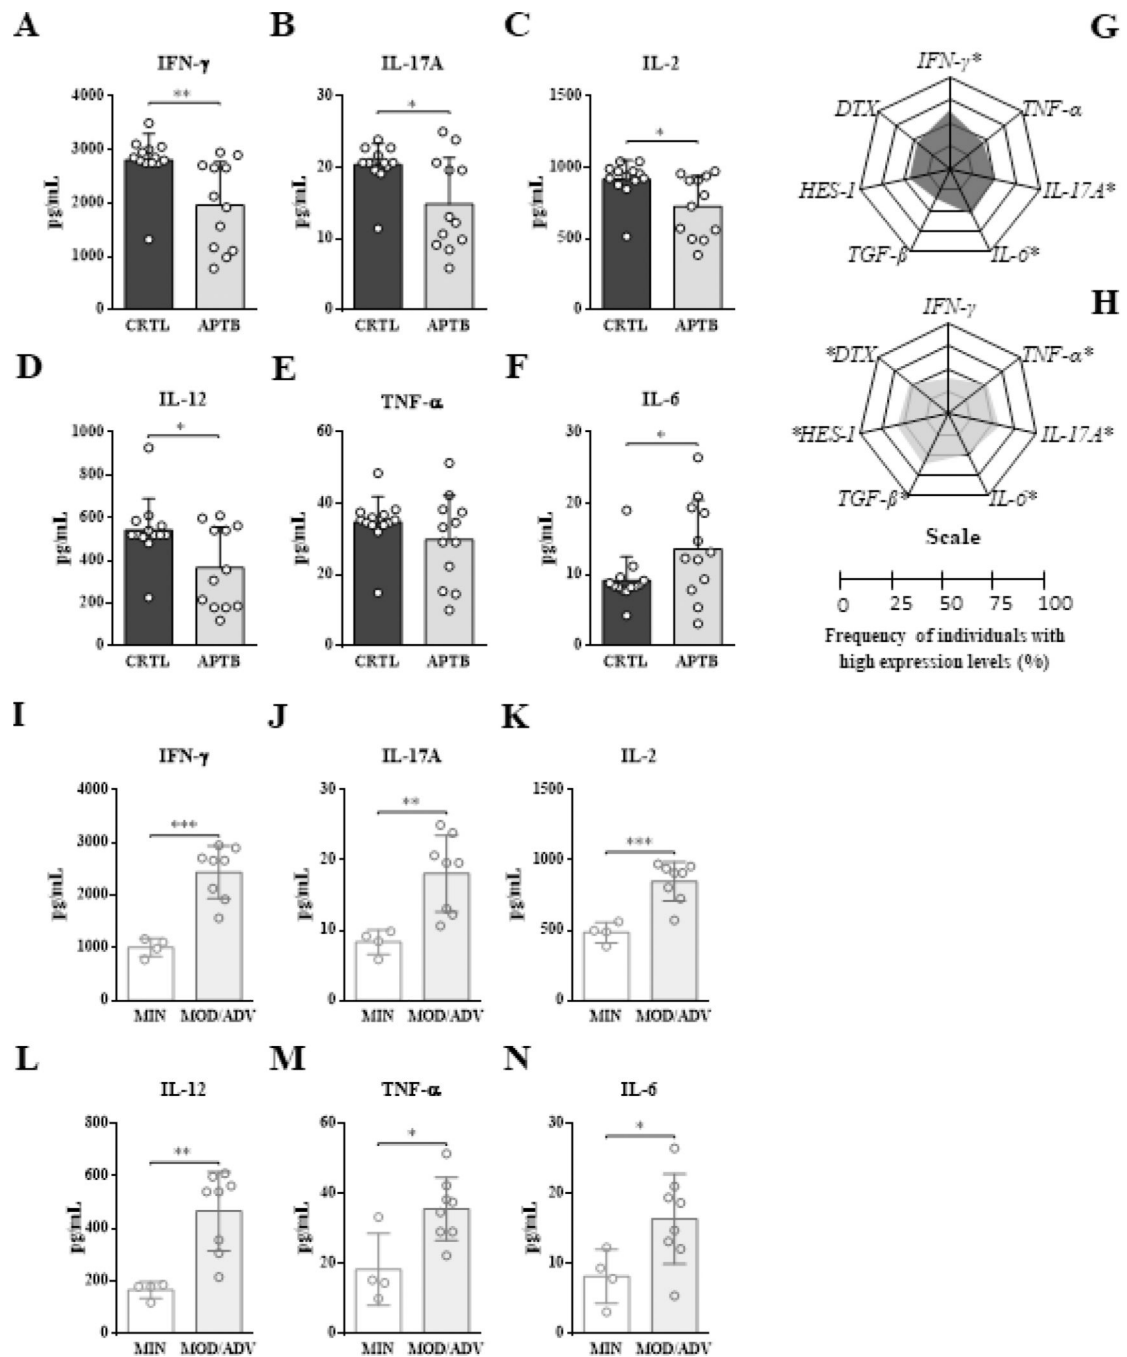 A
IFN-γ
**
4000
3000
2000
1000
0
pg/mL
CRTL APTB
B
IL-17A
*
30
20
10
0
pg/mL
CRTL APTB
C
IL-2
*
1500
1000
500
0
pg/mL
CRTL APTB
G
IFN-γ*
DTX
TNF-α
HES-1
IL-17A*
TGF-β
IL-6*
H
IFN-γ
*DTX
TNF-α*
*HES-1
IL-17A*
TGF-β*
IL-6*
Scale
0 25 50 75 100
Frequency of individuals with
high expression levels (%)
D
IL-12
*
1000
800
600
400
200
0
pg/mL
CRTL APTB
E
TNF-α
60
40
20
0
pg/mL
CRTL APTB
F
IL-6
*
30
20
10
0
pg/mL
CRTL APTB
I
IFN-γ
***
4000
3000
2000
1000
0
pg/mL
MIN MOD/ADV
J
IL-17A
**
30
20
10
0
pg/mL
MIN MOD/ADV
K
IL-2
***
1500
1000
500
0
pg/mL
MIN MOD/ADV
L
IL-12
**
800
600
400
200
0
pg/mL
MIN MOD/ADV
M
TNF-α
*
60
40
20
0
pg/mL
MIN MOD/ADV
N
IL-6
*
30
20
10
0
pg/mL
MIN MOD/ADV